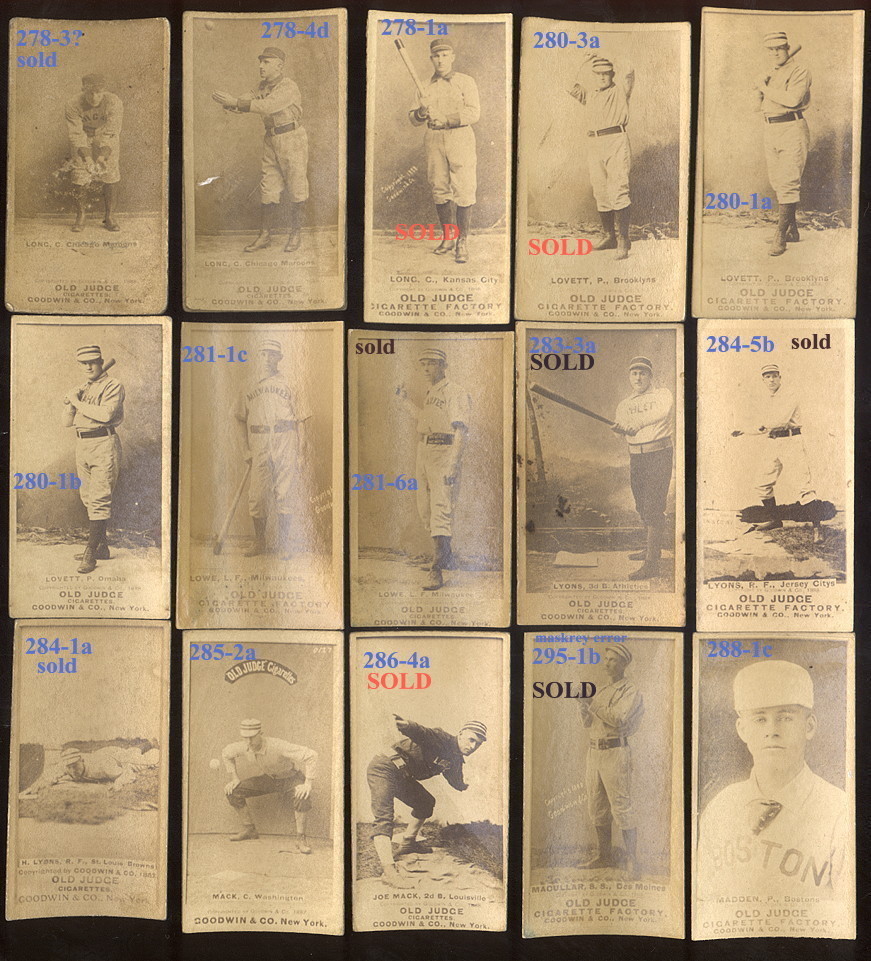 278-3?
sold
LONG, C. Chicago Maroons
OLD JUDGE
CIGARETTES
GOODWIN & CO., New York.
278-4d
LONG, C. Chicago Maroons
OLD JUDGE
CIGARETTES.
GOODWIN & CO., New York.
278-1a
SOLD
LONG, C., Kansas City
OLD JUDGE
CIGARETTE FACTORY.
GOODWIN & CO., New York.
280-3a
SOLD
LOVETT, P., Brooklyns
OLD JUDGE
CIGARETTE FACTORY.
GOODWIN & CO., New York.
280-1a
LOVETT, P., Brooklyns
OLD JUDGE
CIGARETTE FACTORY.
GOODWIN & CO., New York.
280-1b
LOVETT, P. Omaha
OLD JUDGE
CIGARETTES.
GOODWIN & CO., New York.
281-1c
MILWAUKEE
LOWE, L. F., Milwaukees.
OLD JUDGE
CIGARETTE FACTORY
GOODWIN & CO., New York.
sold
281-6a
LOWE, L. F. Milwaukee
OLD JUDGE
CIGARETTES.
GOODWIN & CO., New York.
283-3a
SOLD
LYONS, 3d B. Athletics
OLD JUDGE
CIGARETTES.
GOODWIN & CO., New York.
284-5b sold
LYONS, R. F., Jersey Citys
OLD JUDGE
CIGARETTE FACTORY.
GOODWIN & CO., New York.
284-1a
sold
H. LYONS, R. F., St. Louis Browns
Copyrighted by GOODWIN & CO. 1888
OLD JUDGE
CIGARETTES.
GOODWIN & CO., New York.
285-2a
OLD JUDGE Cigarettes
MACK, C. Washington
GOODWIN & CO. New York.
286-4a
SOLD
JOE MACK, 2d B. Louisville
OLD JUDGE
CIGARETTES.
GOODWIN & CO., New York.
maskrey error
295-1b
SOLD
MACULLAR, S. S., Des Moines
OLD JUDGE
CIGARETTE FACTORY.
GOODWIN & CO., New York.
288-1c
BOSTON
MADDEN, P., Bostons
OLD JUDGE
CIGARETTE FACTORY.
GOODWIN & CO., New York.